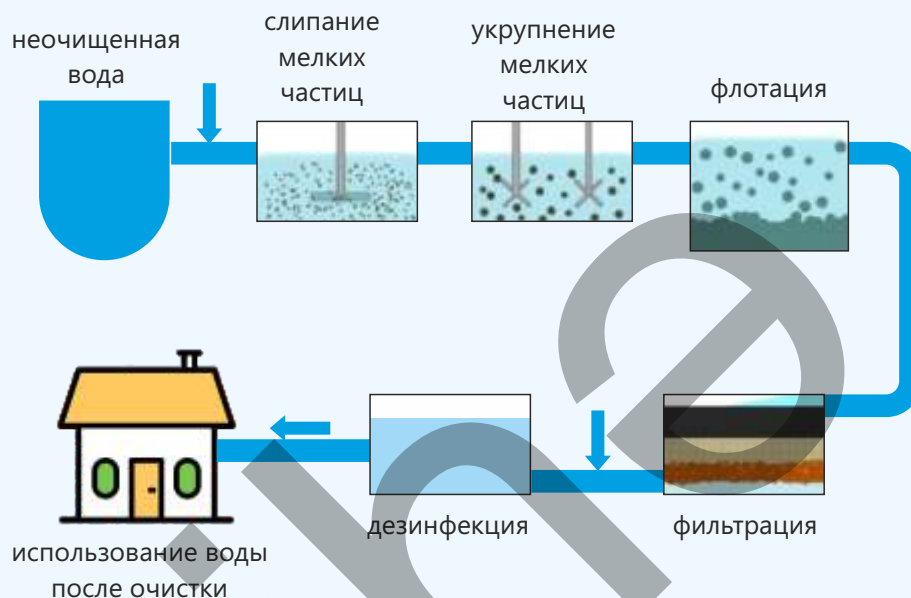 неочищенная
вода
слипание
мелких
частиц
укрупнение
мелких
частиц
флотация
дезинфекция
фильтрация
использование воды
после очистки